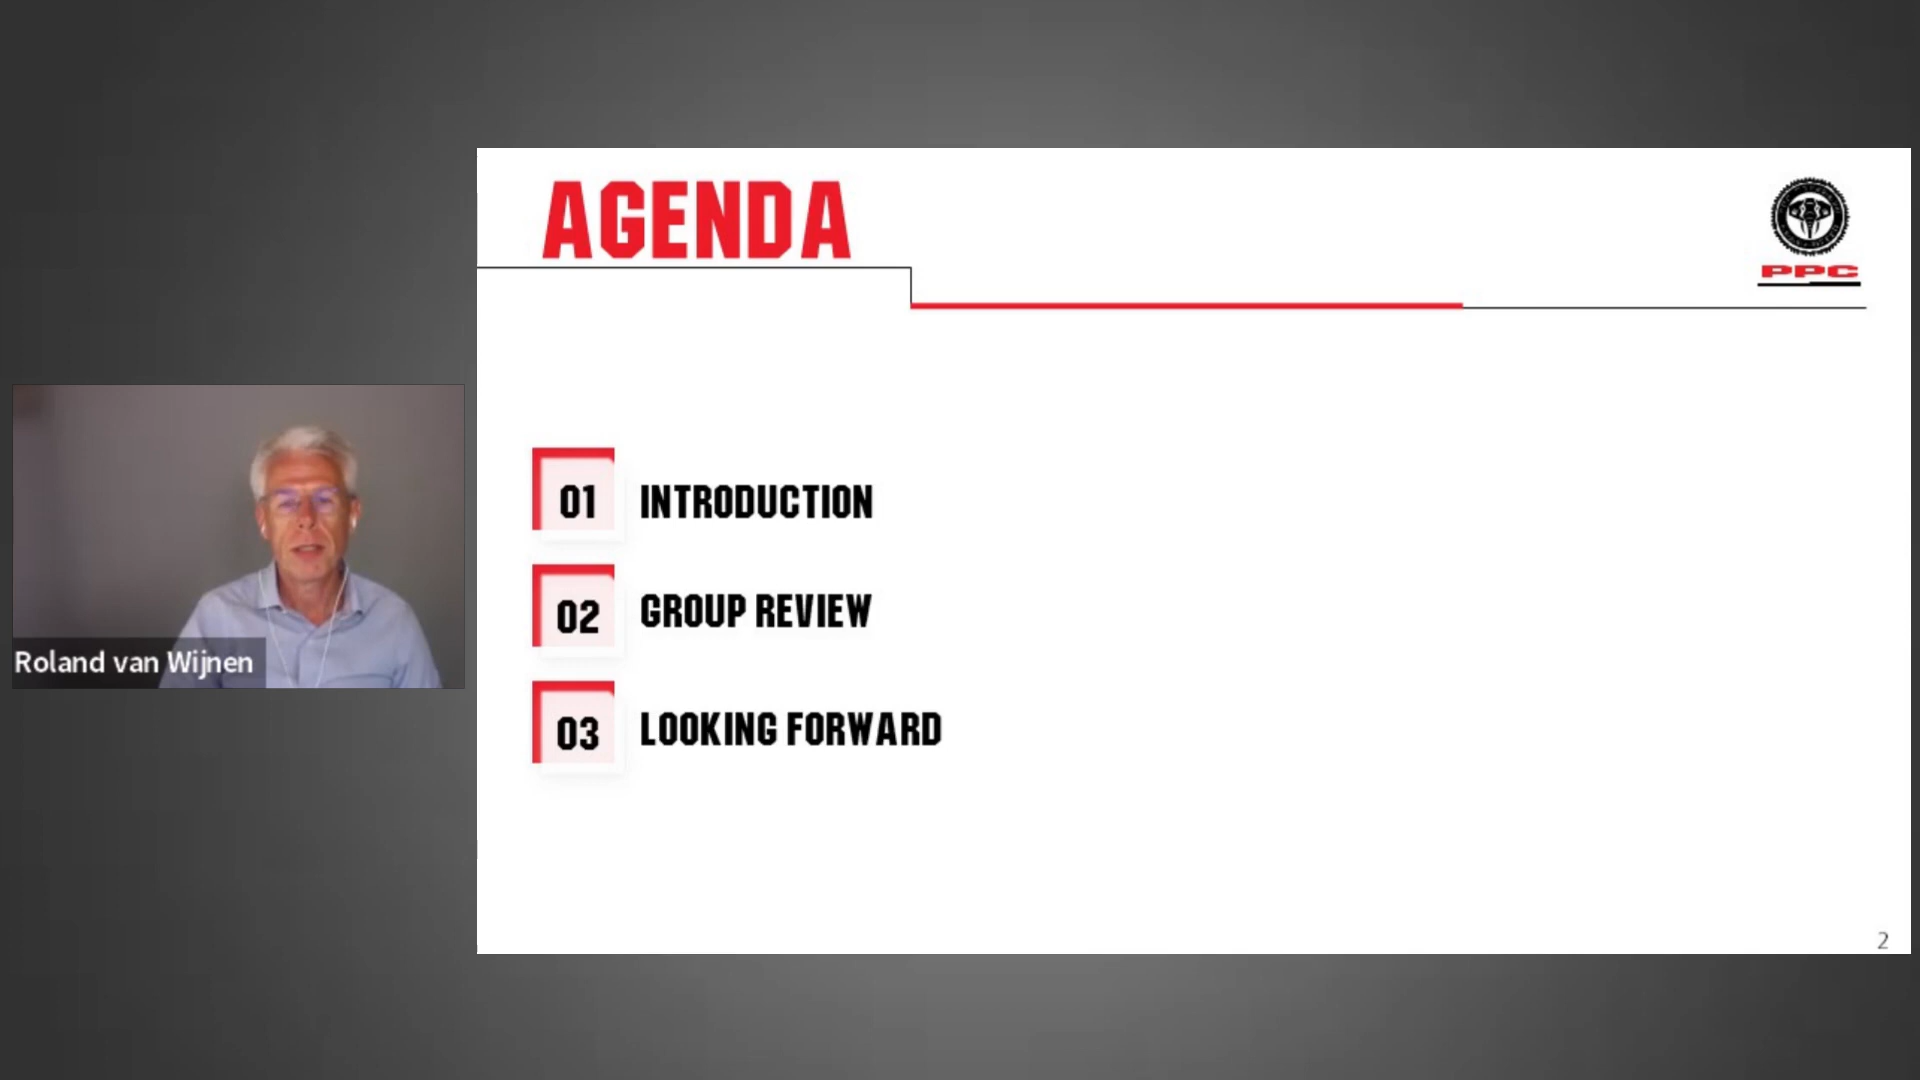 AGENDA
PPC
01 INTRODUCTION
02 GROUP REVIEW
03 LOOKING FORWARD
Roland van Wijnen
2